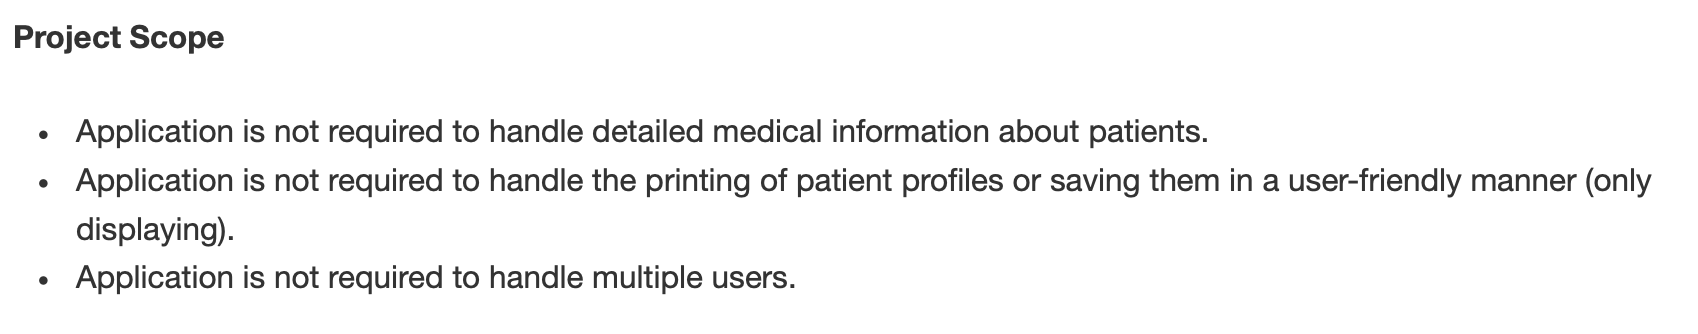 Project Scope
• Application is not required to handle detailed medical information about patients.
• Application is not required to handle the printing of patient profiles or saving them in a user-friendly manner (only
displaying).
• Application is not required to handle multiple users.